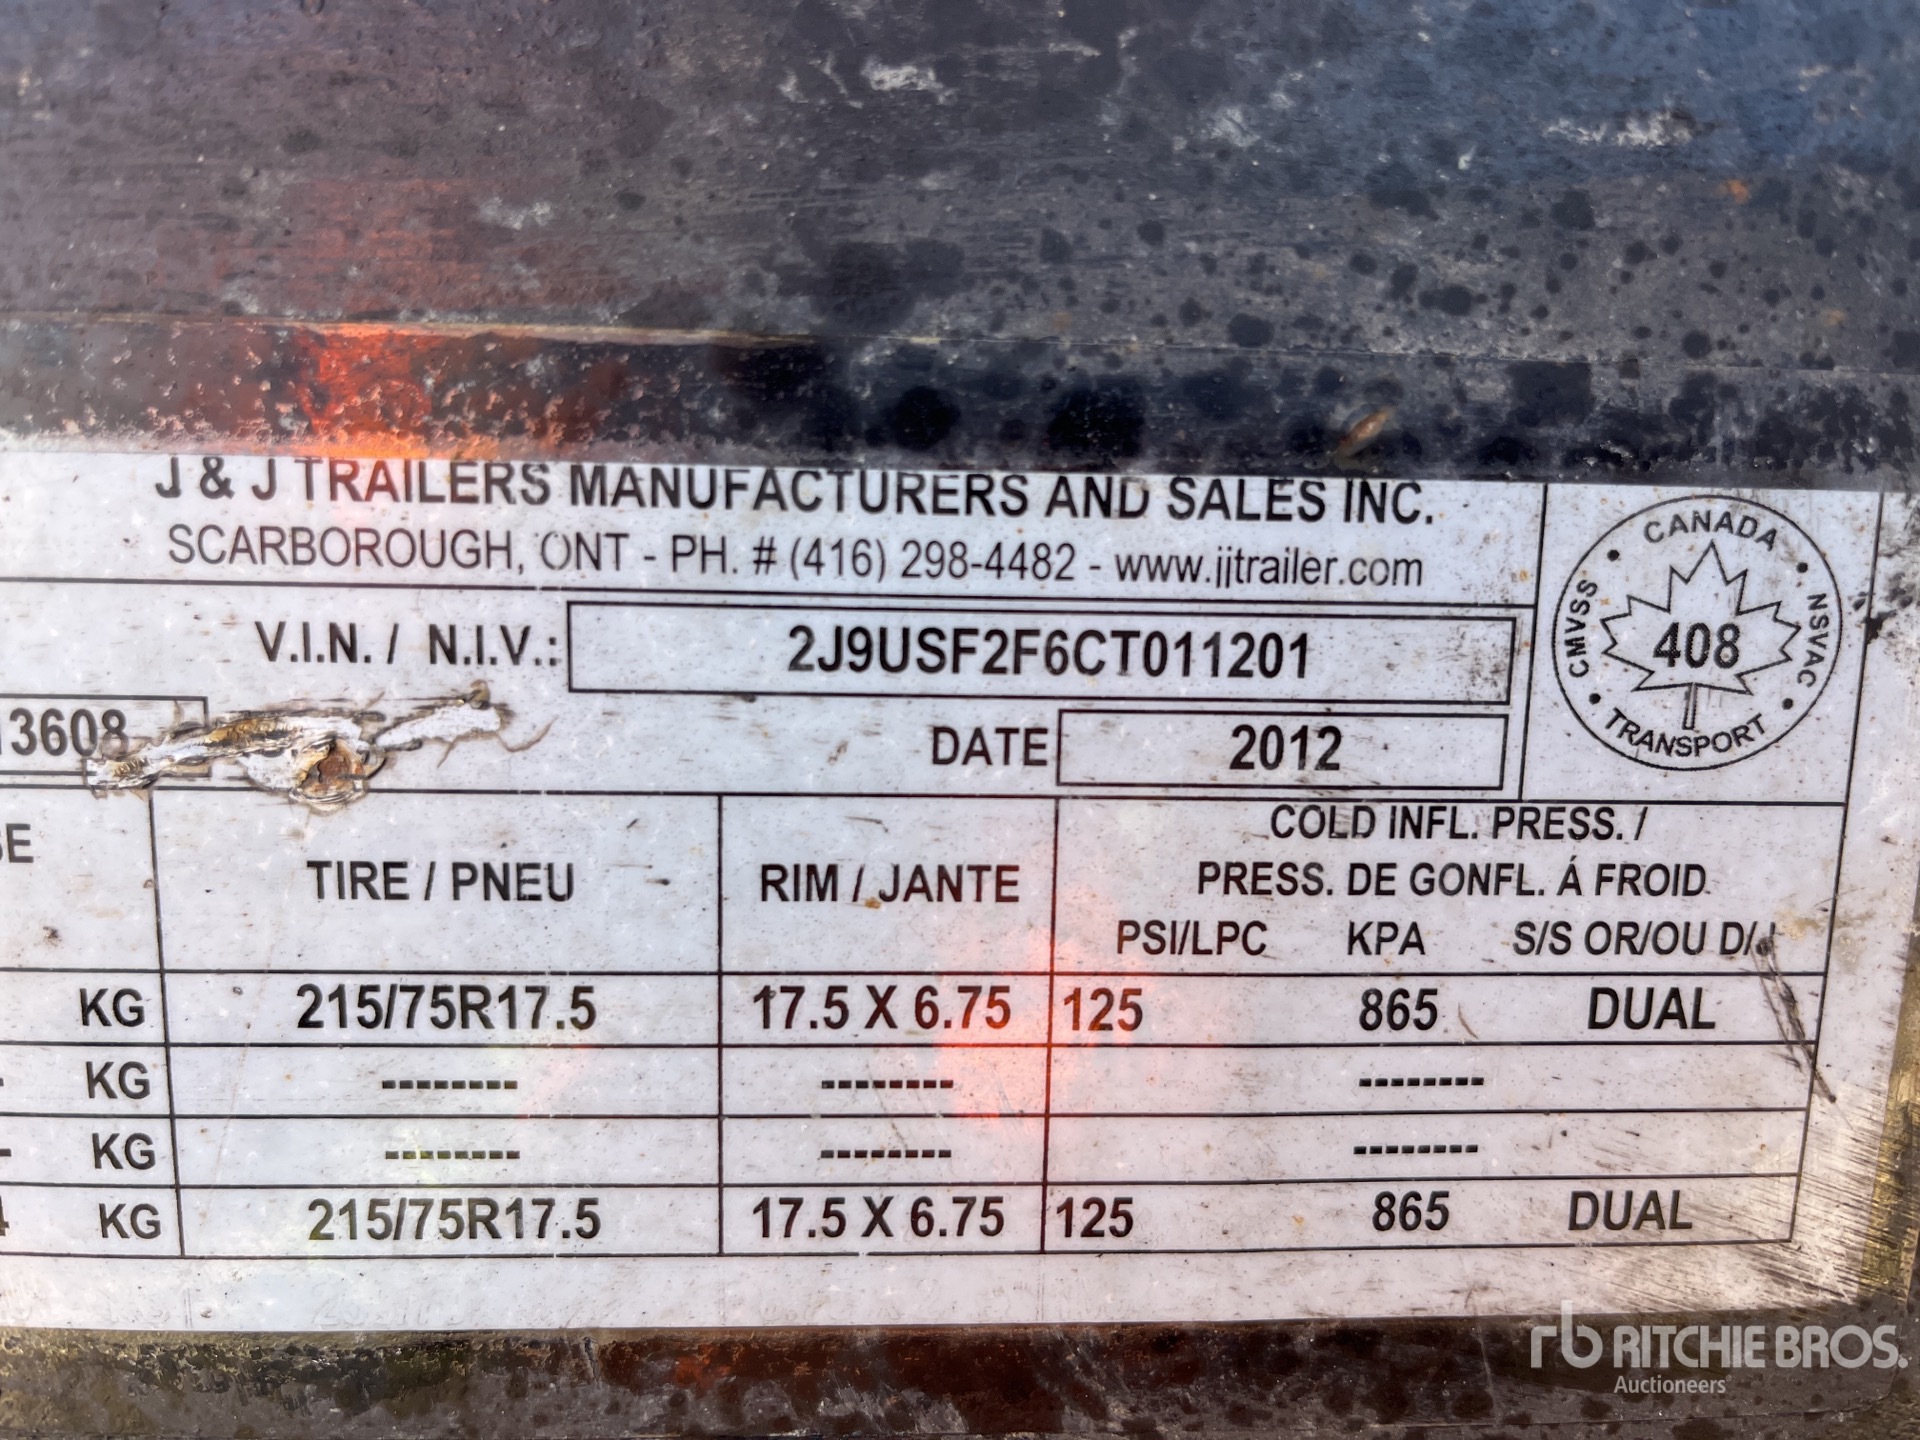 J & J TRAILERS MANUFACTURERS AND SALES INC.
SCARBOROUGH, ONT - PH. # (416) 298-4482 - www.jjtrailer.com
CANADA
CMVSS
NSVAC
408
TRANSPORT
V.I.N. / N.I.V.: 2J9USF2F6CT011201
3608
DATE 2012
TIRE / PNEU RIM / JANTE COLD INFL. PRESS. /
PRESS. DE GONFL. Á FROID.
PSI/LPC KPA S/S OR/OU D/J
KG 215/75R17.5 17.5 X 6.75 125 865 DUAL
KG -------- -------- --------
KG -------- -------- --------
KG 215/75R17.5 17.5 X 6.75 125 865 DUAL
rb RITCHIE BROS.
Auctioneers